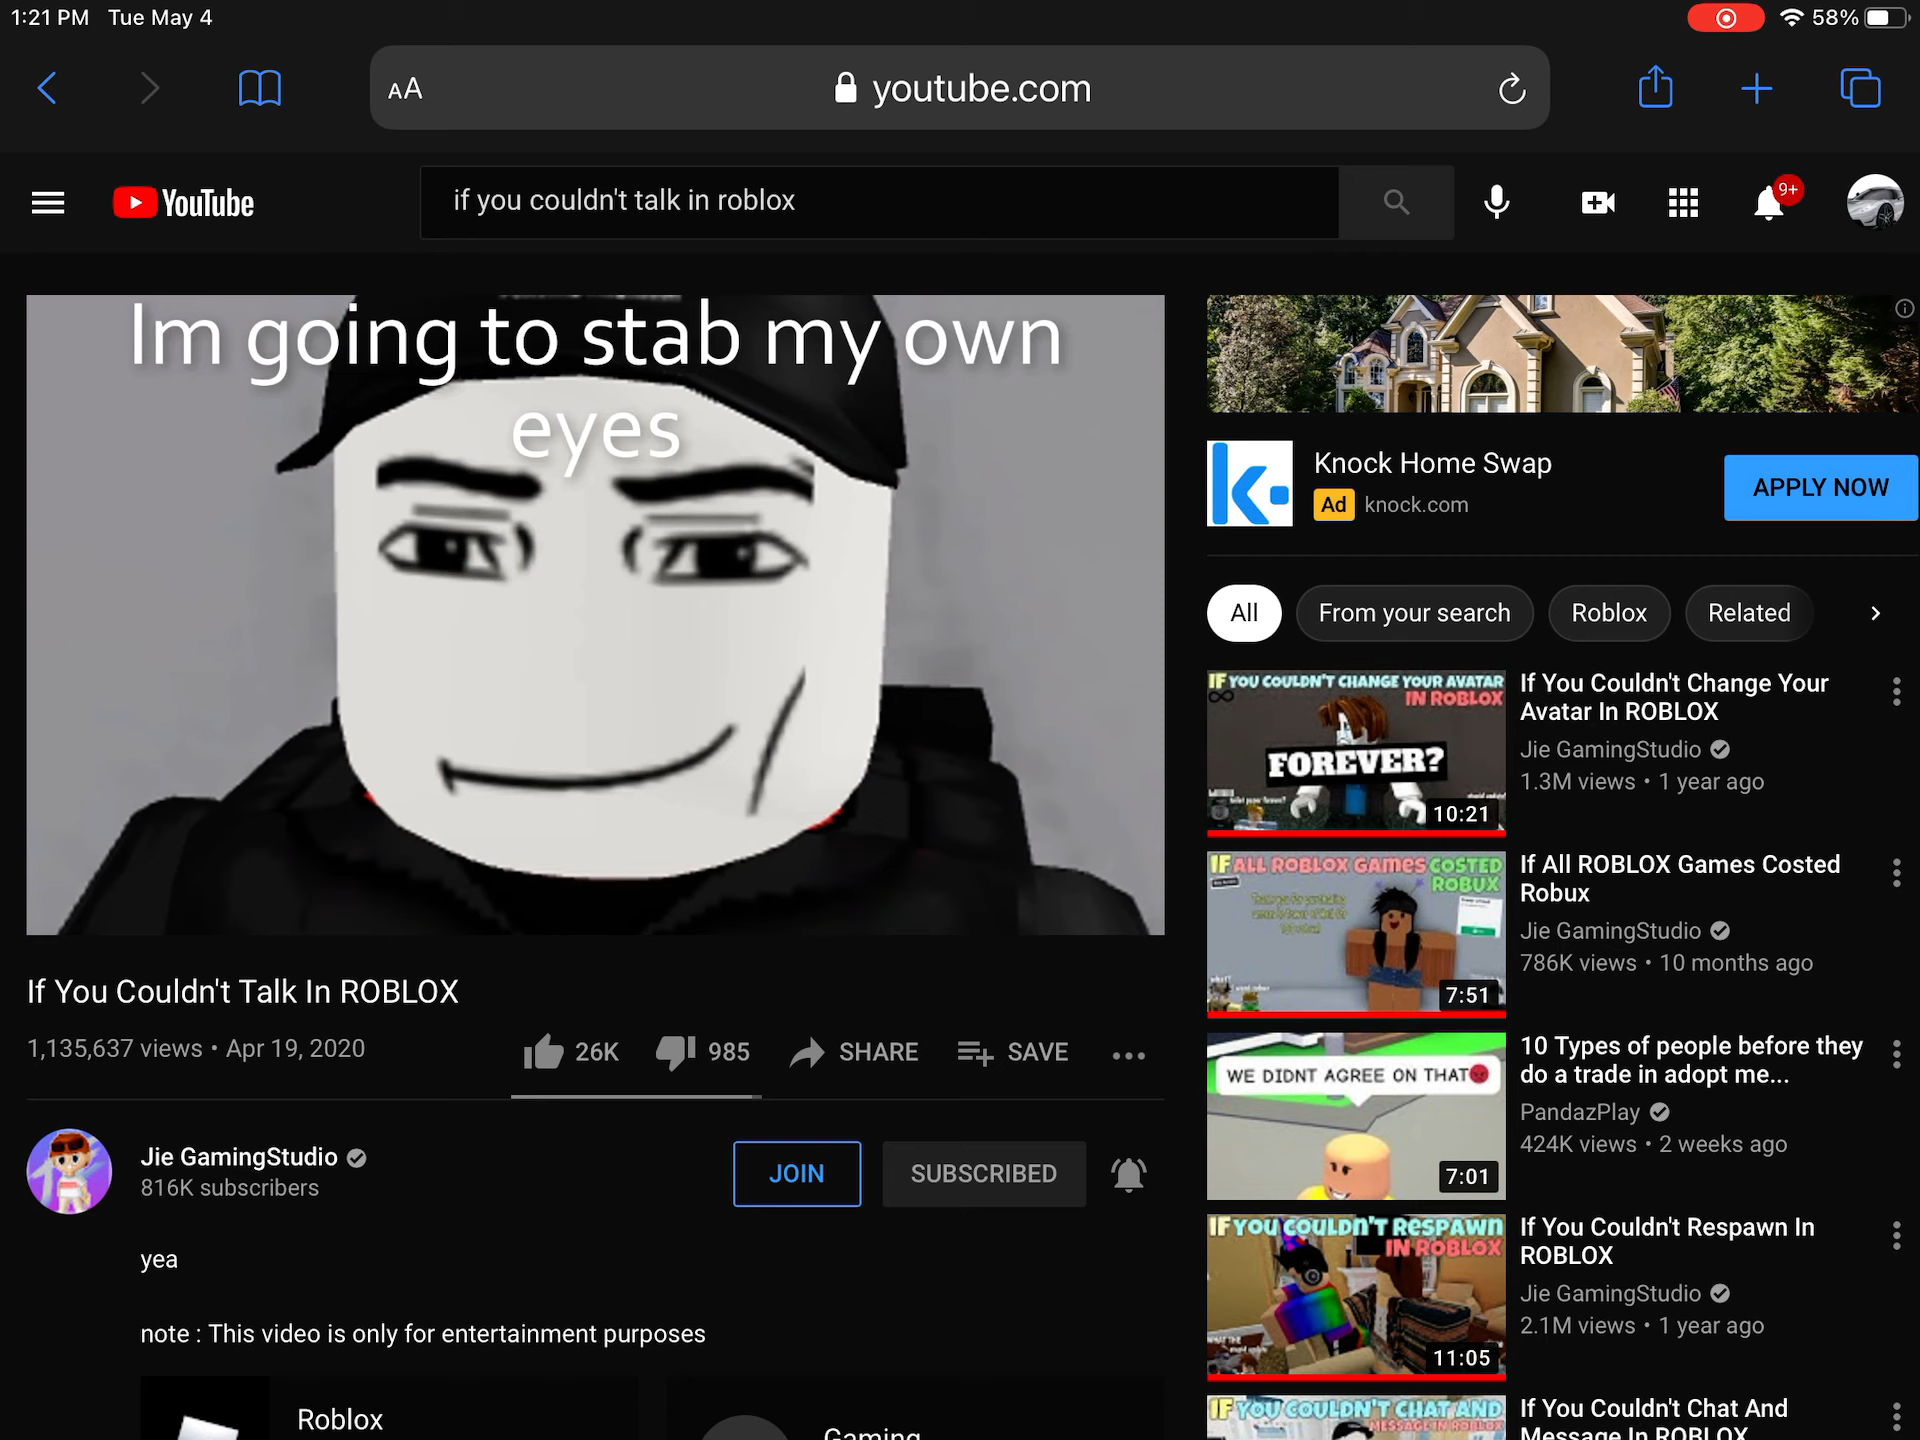 1:21 PM Tue May 4
58%
AA
youtube.com
YouTube
if you couldn't talk in roblox
9+
Im going to stab my own
eyes
If You Couldn't Talk In ROBLOX
1,135,637 views • Apr 19, 2020
26K
985
SHARE
SAVE
Jie GamingStudio
816K subscribers
JOIN
SUBSCRIBED
yea
note : This video is only for entertainment purposes
Roblox
Gaming
Knock Home Swap
Ad knock.com
APPLY NOW
All
From your search
Roblox
Related
IF YOU COULDN'T CHANGE YOUR AVATAR
IN ROBLOX
FOREVER?
10:21
If You Couldn't Change Your
Avatar In ROBLOX
Jie GamingStudio
1.3M views • 1 year ago
IF ALL ROBLOX GAMES COSTED
ROBUX
7:51
If All ROBLOX Games Costed
Robux
Jie GamingStudio
786K views • 10 months ago
WE DIDNT AGREE ON THAT
7:01
10 Types of people before they
do a trade in adopt me...
PandazPlay
424K views • 2 weeks ago
IF YOU COULDN'T RESPAWN
IN ROBLOX
11:05
If You Couldn't Respawn In
ROBLOX
Jie GamingStudio
2.1M views • 1 year ago
IF YOU COULDN'T CHAT AND
MESSAGE IN ROBLOX
If You Couldn't Chat And
Message In ROBLOX